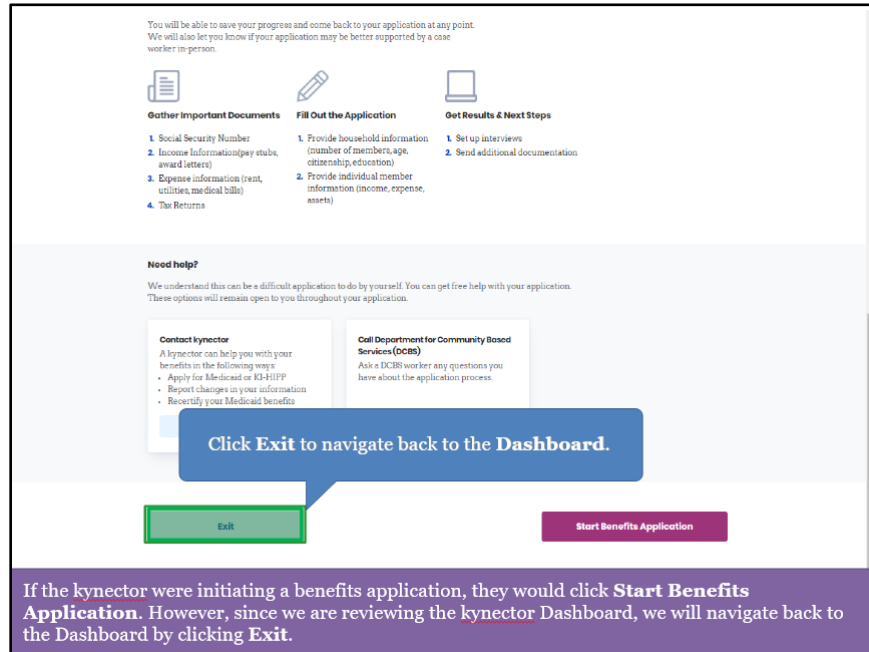 You will be able to save your progress and come back to your application at any point.
We will also let you know if your application may be better supported by a case
worker in-person.
Gather Important Documents
1. Social Security Number
2. Income Information(pay stubs,
award letters)
3. Expense information (rent,
utilities, medical bills)
4. Tax Returns
Fill Out the Application
1. Provide household information
(number of members, age,
citizenship, education)
2. Provide individual member
information (income, expense,
assets)
Get Results & Next Steps
1. Set up interviews
2. Send additional documentation
Need help?
We understand this can be a difficult application to do by yourself. You can get free help with your application.
These options will remain open to you throughout your application.
Contact kynector
A kynector can help you with your
benefits in the following ways:
• Apply for Medicaid or KI-HIPP
• Report changes in your information
• Recertify your Medicaid benefits
Call Department for Community Based
Services (DCBS)
Ask a DCBS worker any questions you
have about the application process.
Click Exit to navigate back to the Dashboard.
Exit
Start Benefits Application
If the kynector were initiating a benefits application, they would click Start Benefits
Application. However, since we are reviewing the kynector Dashboard, we will navigate back to
the Dashboard by clicking Exit.